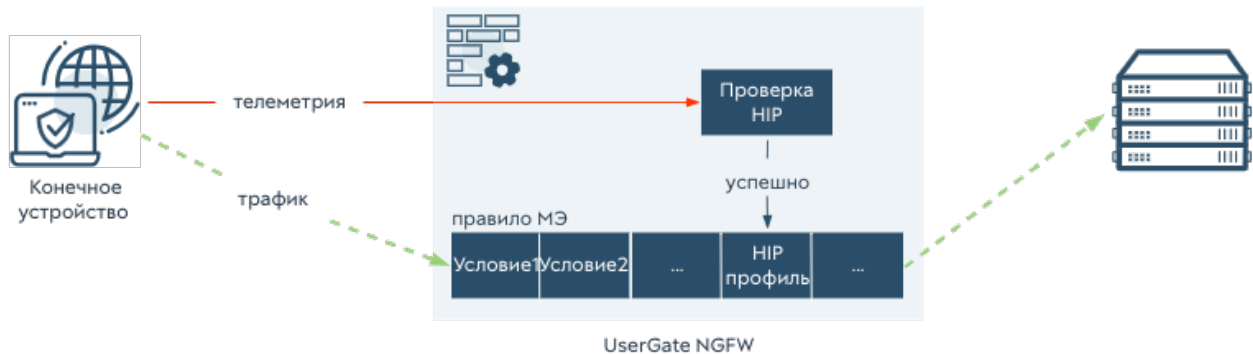 Конечное
устройство
телеметрия
трафик
Проверка
HIP
успешно
правило МЭ
Условие1
Условие2
...
HIP
профиль
...
UserGate NGFW